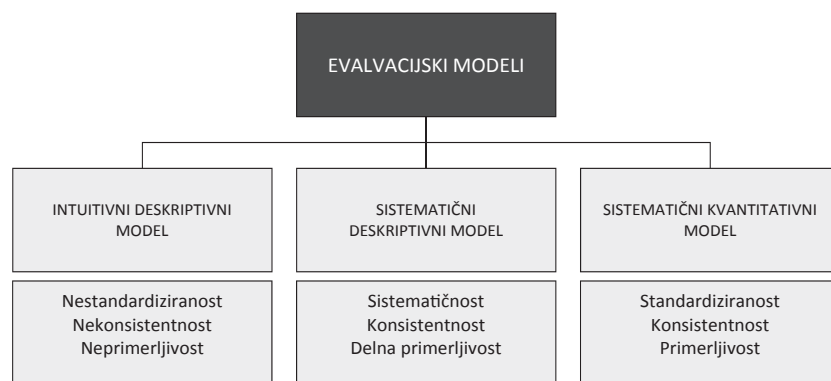 EVALVACIJSKI MODELI
INTUITIVNI DESKRIPTIVNI
MODEL
SISTEMATIČNI
DESKRIPTIVNI MODEL
SISTEMATIČNI KVANTITATIVNI
MODEL
Nestandardiziranost
Nekonsistentnost
Neprimerljivost
Sistematičnost
Konsistentnost
Delna primerljivost
Standardiziranost
Konsistentnost
Primerljivost